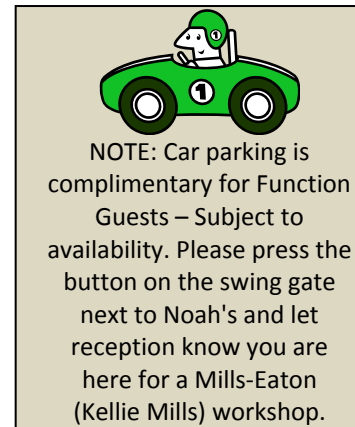 1
1
NOTE: Car parking is
complimentary for Function
Guests – Subject to
availability. Please press the
button on the swing gate
next to Noah's and let
reception know you are
here for a Mills-Eaton
(Kellie Mills) workshop.